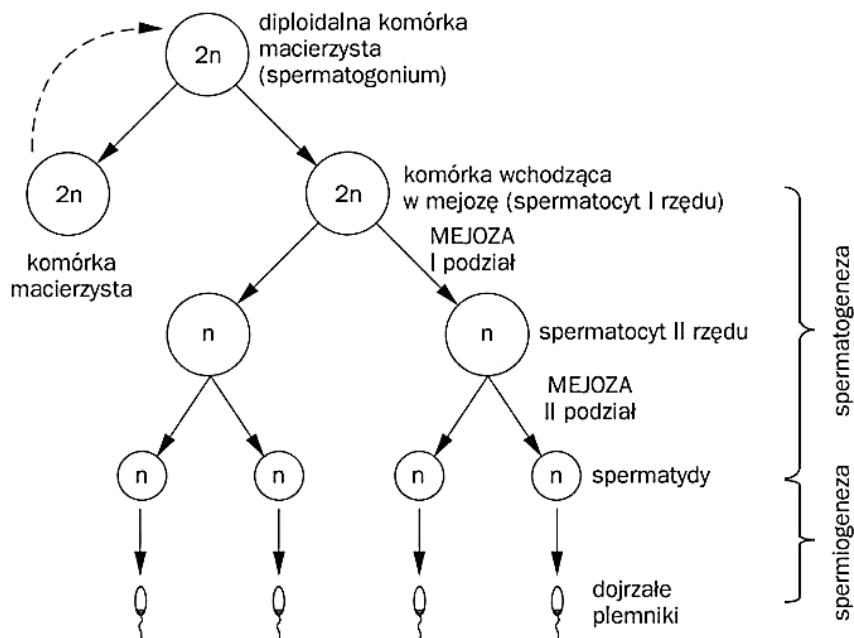 diploidalna komórka
macierzysta
(spermatogonium)
2n
2n
2n
komórka wchodząca
w mejozę (spermatocyt I rzędu)
komórka
macierzysta
MEJOZA
I podział
n
n
spermatocyt II rzędu
MEJOZA
II podział
n
n
n
n
spermatydy
dojrzałe
plemniki
spermatogeneza
spermiogeneza